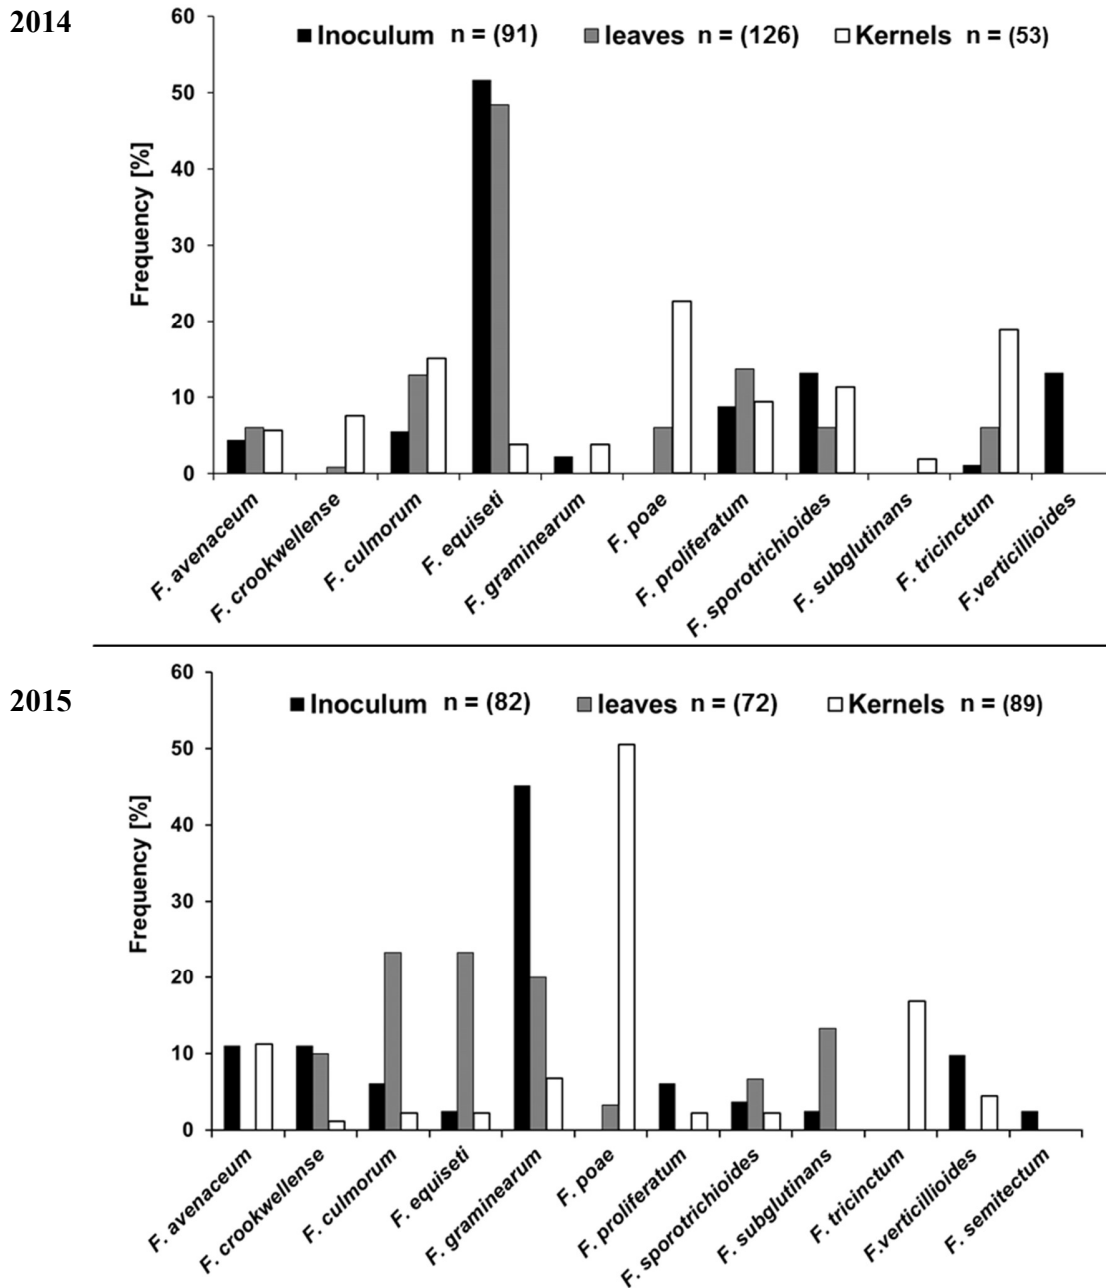 2014
Inoculum n = (91) leaves n = (126) Kernels n = (53)
Frequency [%]
60
50
40
30
20
10
0
F. avenaceum
F. crookwellense
F. culmorum
F. equiseti
F. graminearum
F. poae
F. proliferatum
F. sporotrichioides
F. subglutinans
F. tricinctum
F.verticillioides
2015
Inoculum n = (82) leaves n = (72) Kernels n = (89)
Frequency [%]
60
50
40
30
20
10
0
F. avenaceum
F. crookwellense
F. culmorum
F. equiseti
F. graminearum
F. poae
F. proliferatum
F. sporotrichioides
F. subglutinans
F. tricinctum
F.verticillioides
F. semitectum